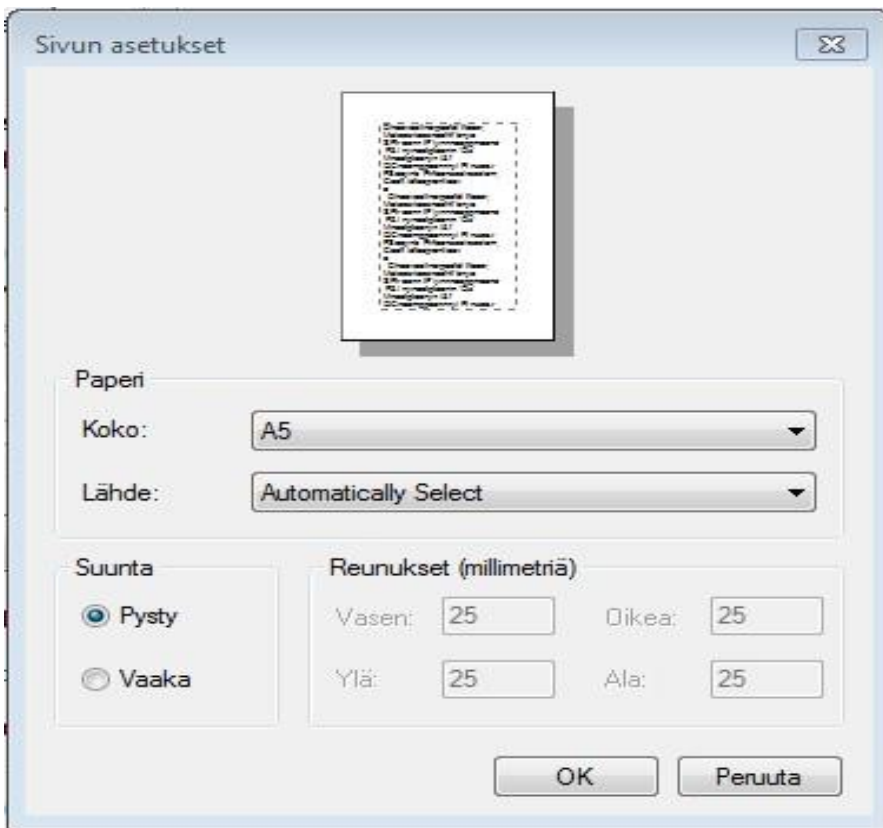 Sivun asetukset
Paperi
Koko: A5
Lähde: Automatically Select
Suunta
Pysty
Vaaka
Reunukset (millimetriä)
Vasen: 25 Oikea: 25
Ylä: 25 Ala: 25
OK Peruuta